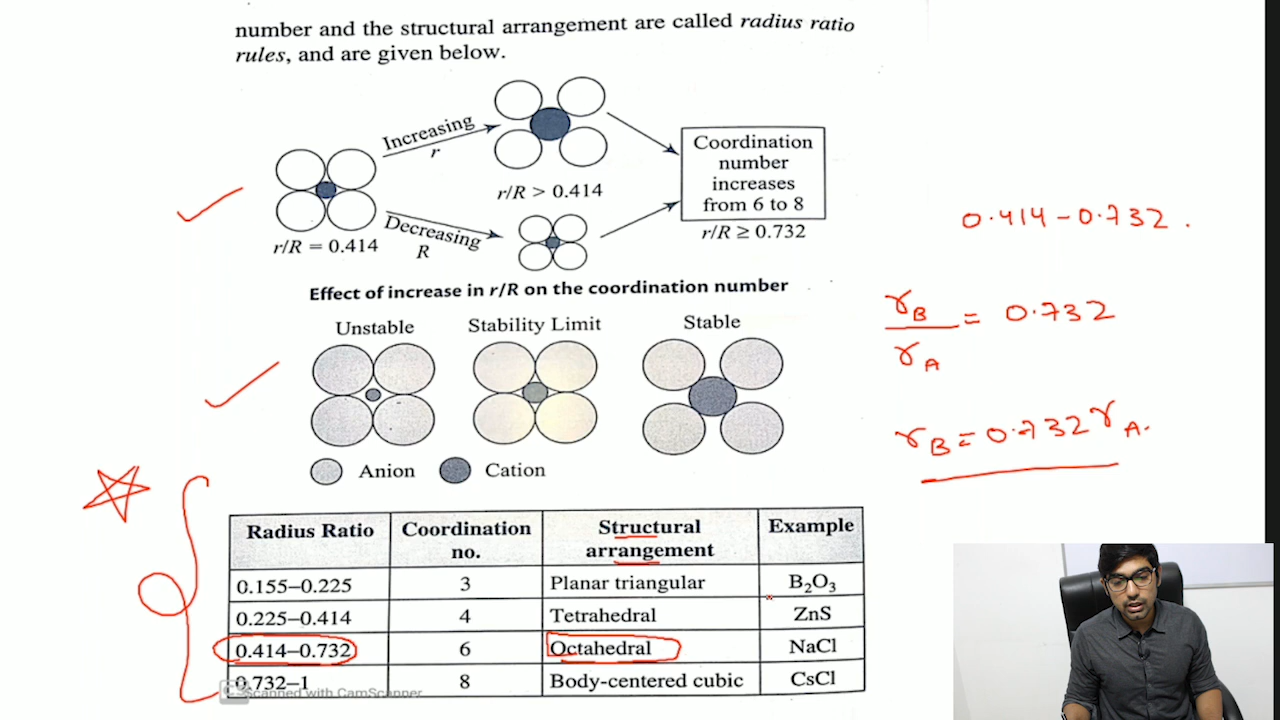 number and the structural arrangement are called radius ratio
rules, and are given below.
Increasing
r
r/R > 0.414
Coordination
number
increases
from 6 to 8
r/R ≥ 0.732
r/R = 0.414
Decreasing
R
0.414-0.732.
Effect of increase in r/R on the coordination number
Unstable
Stability Limit
Stable
rB/rA = 0.732
rB = 0.732 rA.
Anion
Cation
Radius Ratio
Coordination
no.
Structural
arrangement
Example
0.155–0.225
3
Planar triangular
B₂O₃
0.225–0.414
4
Tetrahedral
ZnS
0.414–0.732
6
Octahedral
NaCl
0.732–1
8
Body-centered cubic
CsCl
CS
Scanned with CamScanner